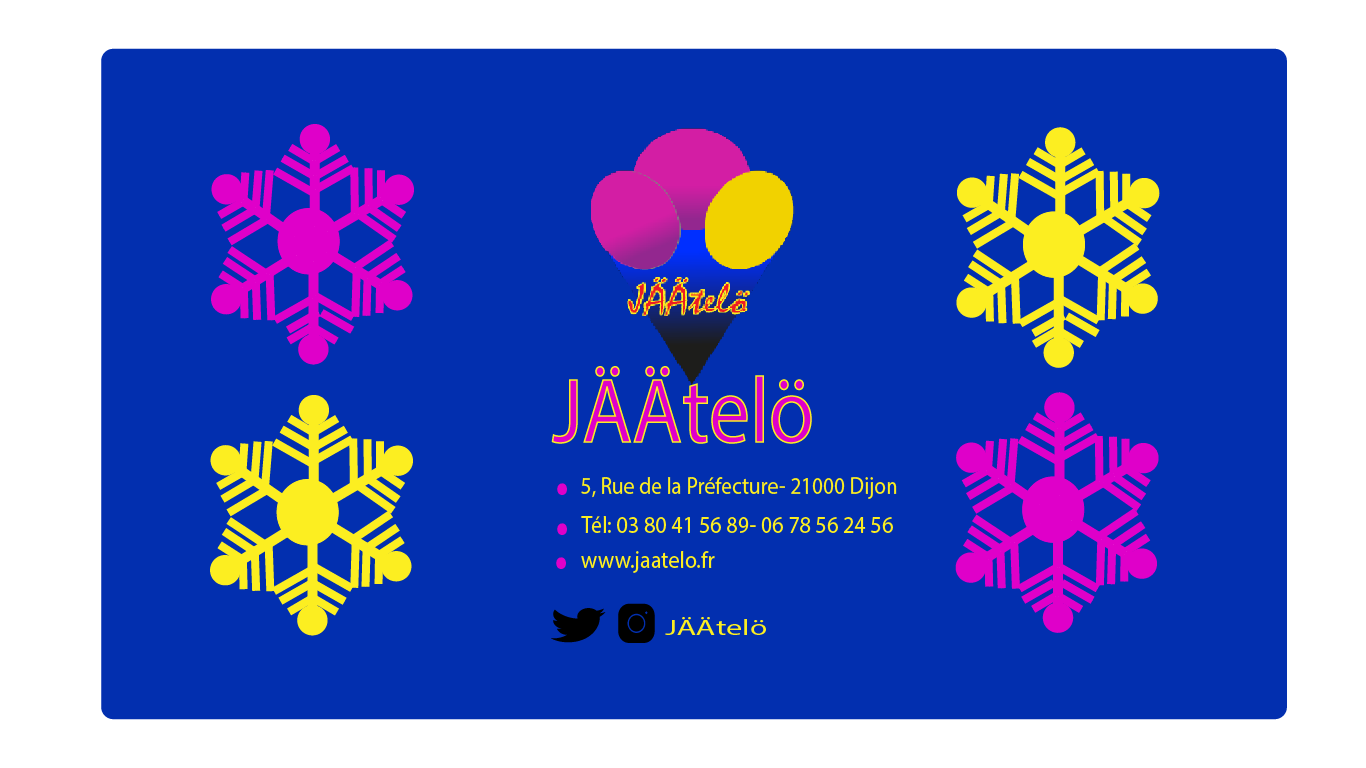 JÄÄtelö
JÄÄtelö
5, Rue de la Préfecture- 21000 Dijon
Tél: 03 80 41 56 89- 06 78 56 24 56
www.jaatelo.fr
JÄÄtelö